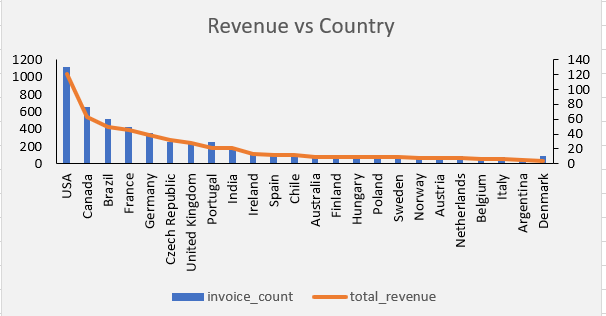 Revenue vs Country
1200
1000
800
600
400
200
0
140
120
100
80
60
40
20
0
USA
Canada
Brazil
France
Germany
Czech Republic
United Kingdom
Portugal
India
Ireland
Spain
Chile
Australia
Finland
Hungary
Poland
Sweden
Norway
Austria
Netherlands
Belgium
Italy
Argentina
Denmark
invoice_count
total_revenue